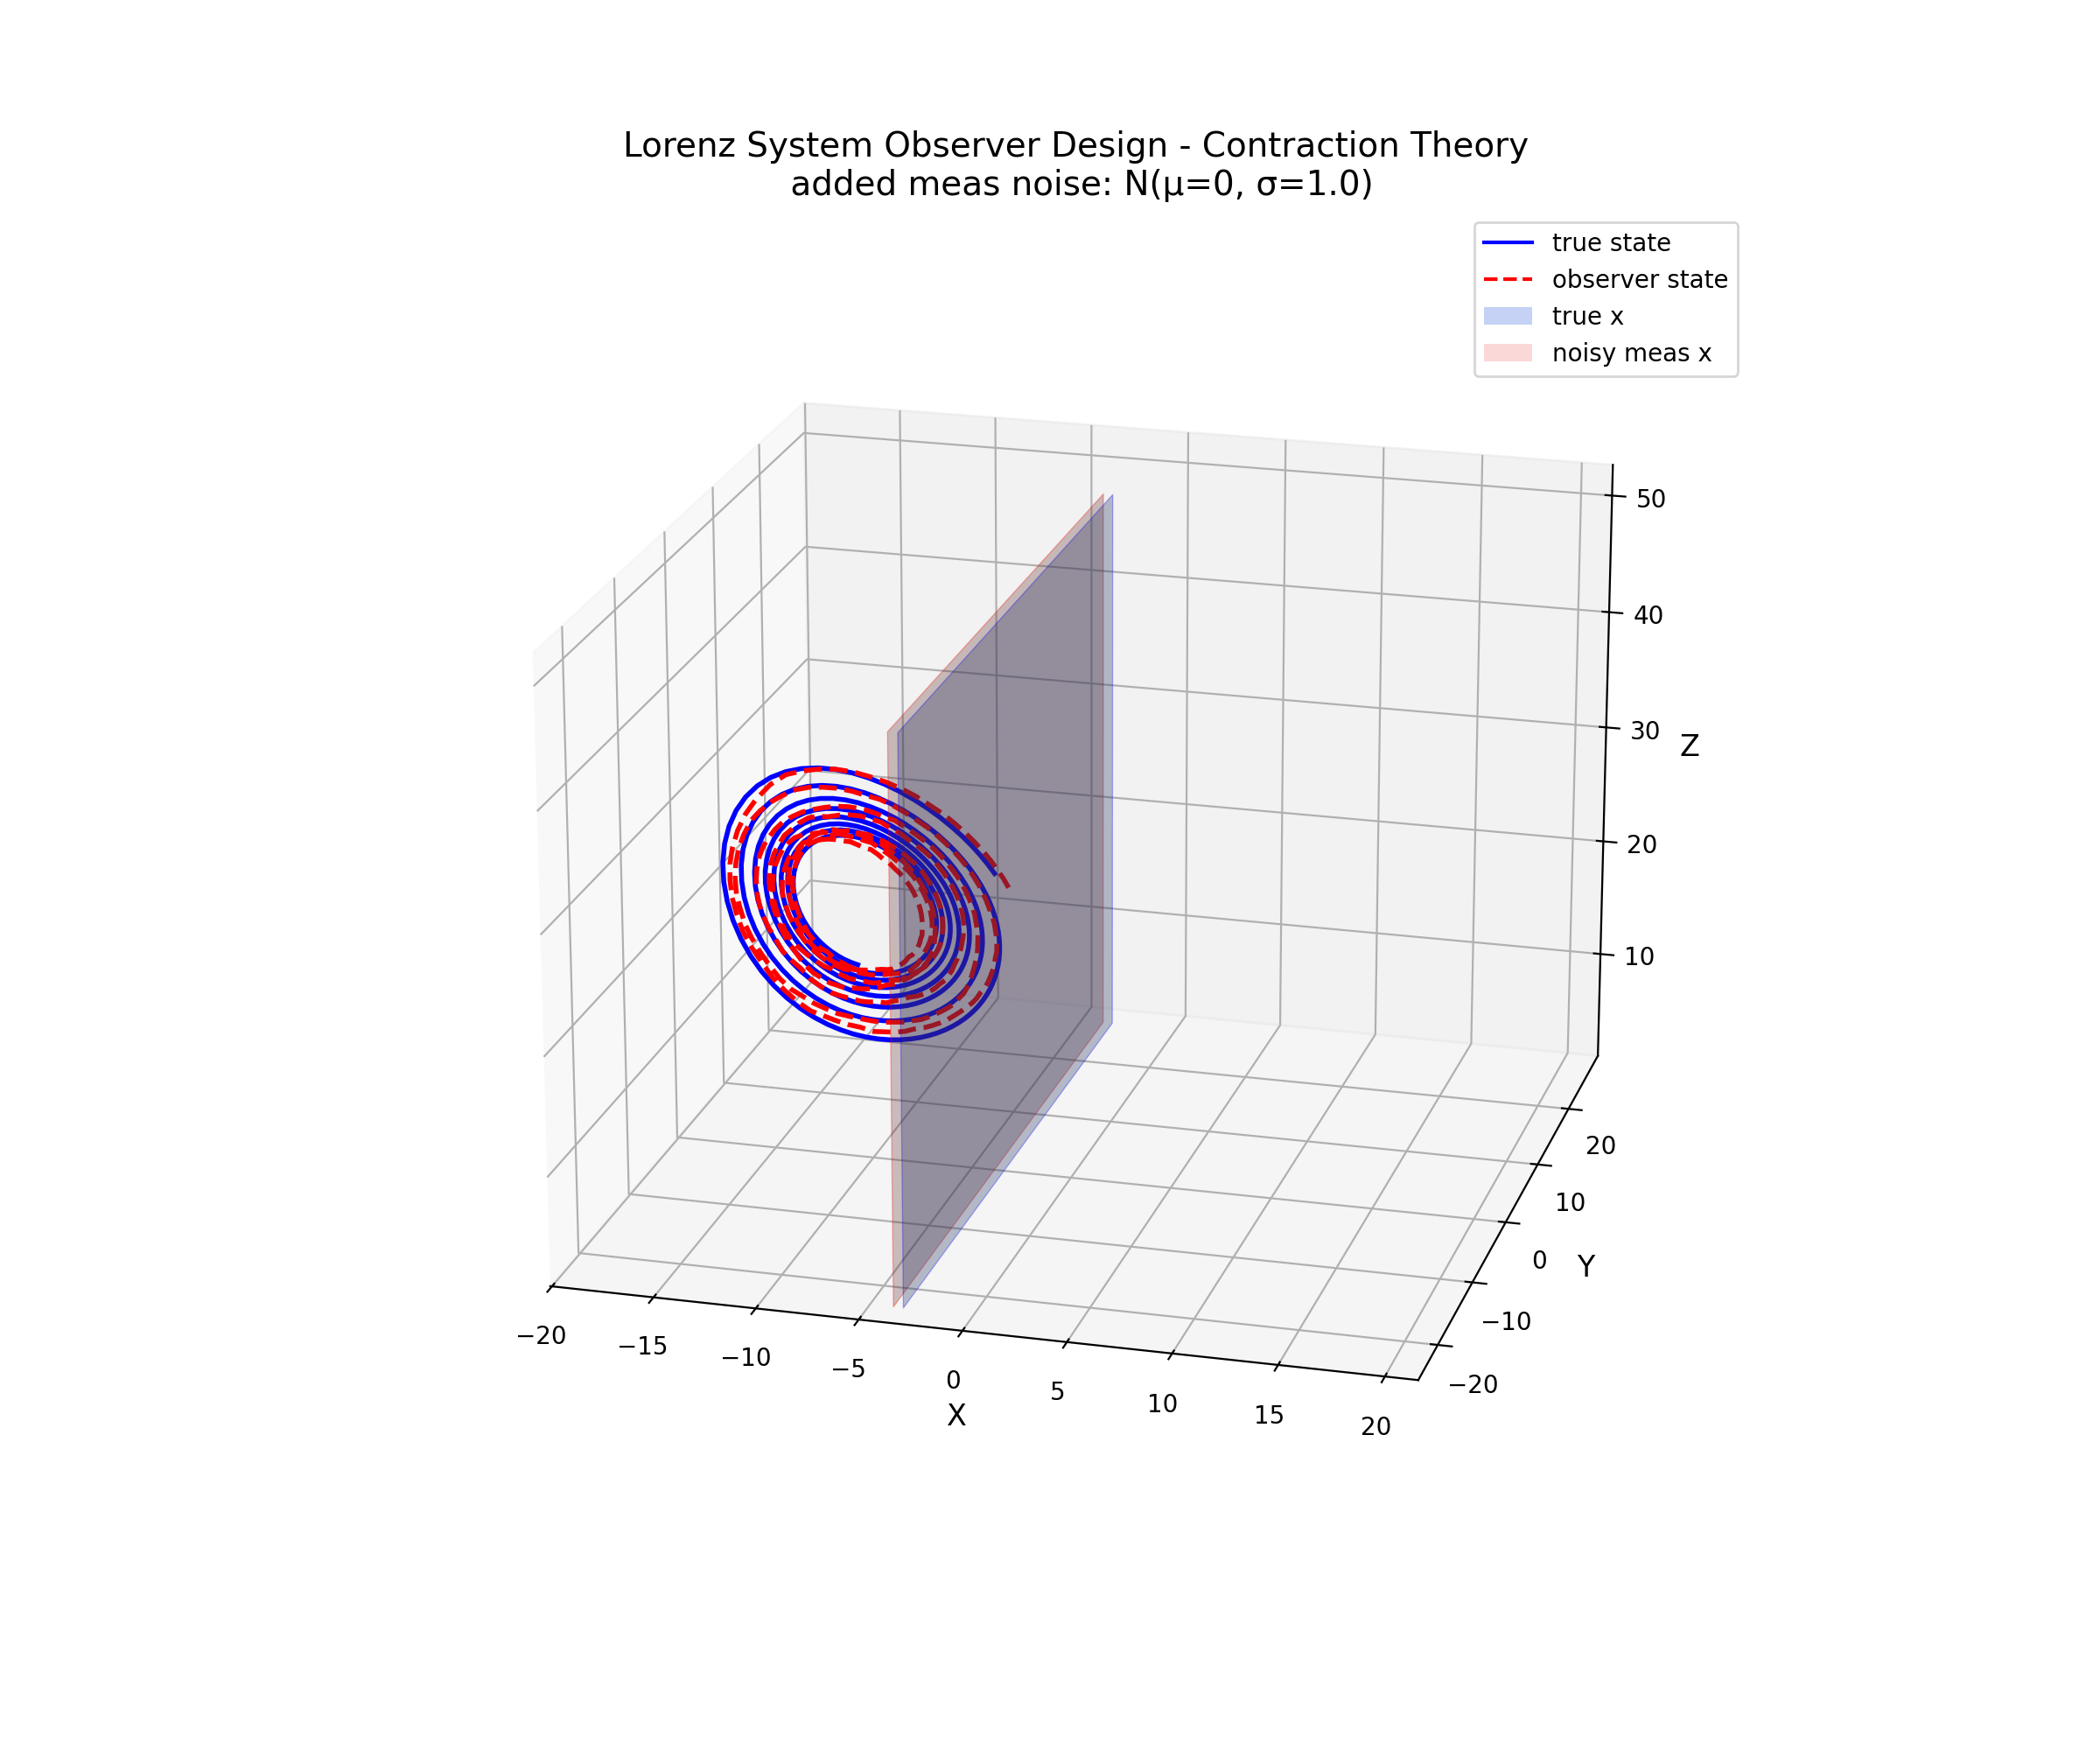 Lorenz System Observer Design - Contraction Theory
added meas noise: N(μ=0, σ=1.0)
true state
observer state
true x
noisy meas x
50
40
30
20
10
Z
20
10
0
−10
−20
Y
−20
−15
−10
−5
0
5
10
15
20
X